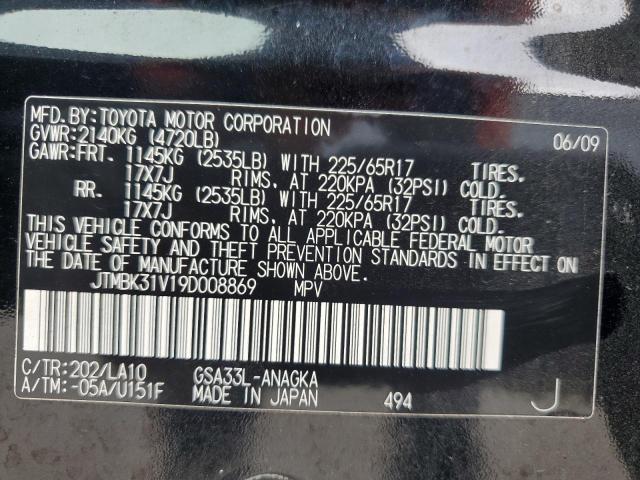 MFD.BY:TOYOTA MOTOR CORPORATION 06/09
GVWR:2140KG (4720LB)
GAWR:FRT. 1145KG (2535LB) WITH 225/65R17 TIRES.
17X7J RIMS, AT 220KPA (32PSI) COLD.
RR. 1145KG (2535LB) WITH 225/65R17 TIRES.
17X7J RIMS, AT 220KPA (32PSI) COLD.
THIS VEHICLE CONFORMS TO ALL APPLICABLE FEDERAL MOTOR
VEHICLE SAFETY AND THEFT PREVENTION STANDARDS IN EFFECT ON
THE DATE OF MANUFACTURE SHOWN ABOVE.
JTMBK31V19D008869 MPV
C/TR:202/LA10 GSA33L-ANAGKA
A/TM:-05A/U151F MADE IN JAPAN 494 J